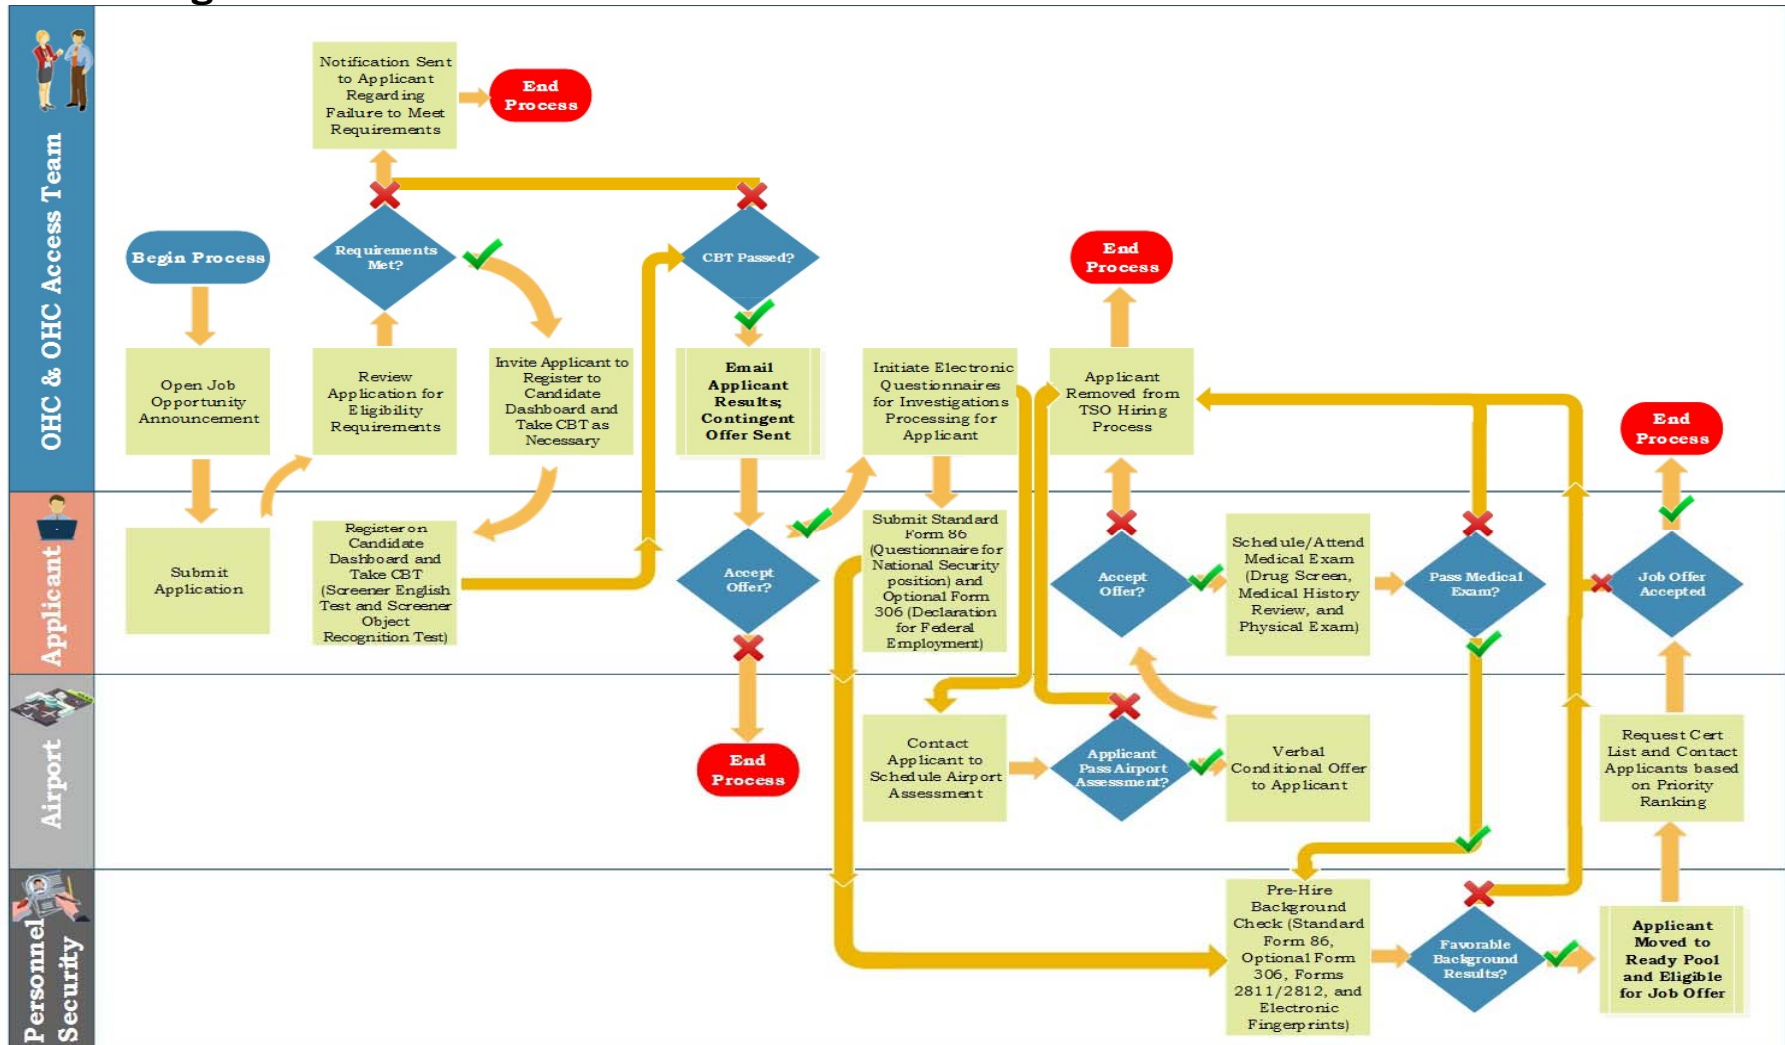 OHC & OHC Access Team
Notification Sent
to Applicant
Regarding
Failure to Meet
Requirements
End
Process
Begin Process
Requirements
Met?
CBT Passed?
End
Process
Open Job
Opportunity
Announcement
Review
Application for
Eligibility
Requirements
Invite Applicant to
Register to
Candidate
Dashboard and
Take CBT as
Necessary
Email
Applicant
Results;
Contingent
Offer Sent
Initiate Electronic
Questionnaires
for Investigations
Processing for
Applicant
Applicant
Removed from
TSO Hiring
Process
End
Process
Applicant
Submit
Application
Register on
Candidate
Dashboard and
Take CBT
(Screener English
Test and Screener
Object
Recognition Test)
Accept
Offer?
Submit Standard
Form 86
(Questionnaire for
National Security
position) and
Optional Form
306 (Declaration
for Federal
Employment)
Accept
Offer?
Schedule/Attend
Medical Exam
(Drug Screen,
Medical History
Review, and
Physical Exam)
Pass Medical
Exam?
Job Offer
Accepted
Airport
End
Process
Contact
Applicant to
Schedule Airport
Assessment
Applicant
Pass Airport
Assessment?
Verbal
Conditional Offer
to Applicant
Request Cert
List and Contact
Applicants based
on Priority
Ranking
Personnel
Security
Pre-Hire
Background
Check (Standard
Form 86,
Optional Form
306, Forms
2811/2812, and
Electronic
Fingerprints)
Favorable
Background
Results?
Applicant
Moved to
Ready Pool
and Eligible
for Job Offer